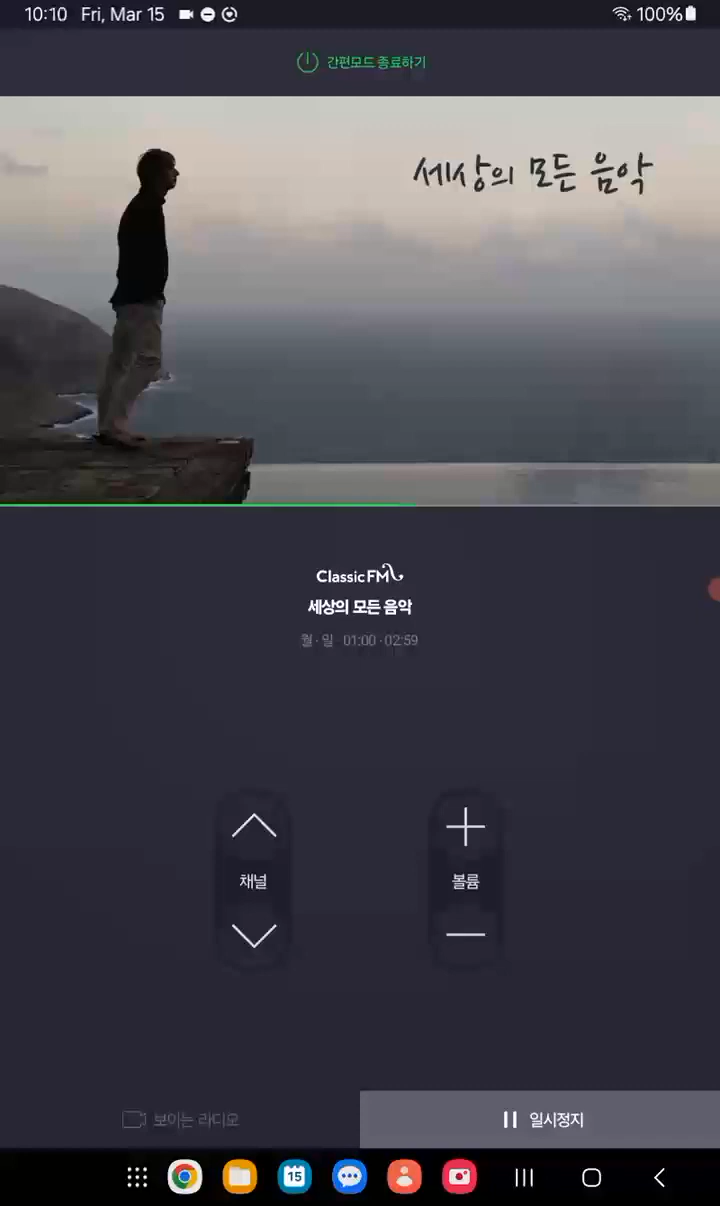 10:10 Fri, Mar 15 100%
간편모드 종료하기
세상의 모든 음악
Classic FM
세상의 모든 음악
월 · 일 01:00 - 02:59
채널
볼륨
보이는 라디오
일시정지
15